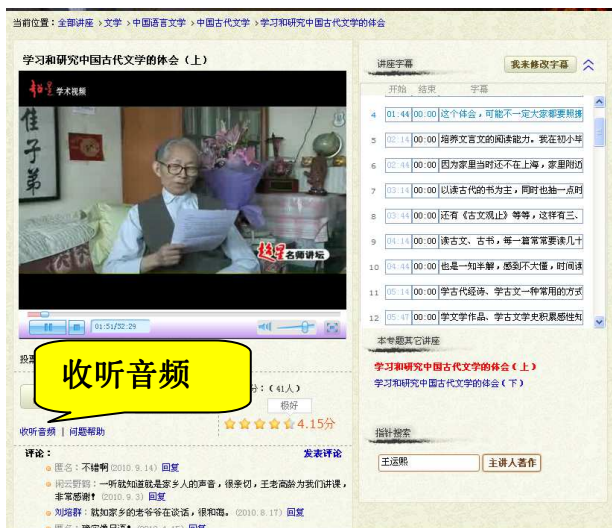 当前位置：全部讲座 >文学 >中国语言文学 >中国古代文学 >学习和研究中国古代文学的体会
学习和研究中国古代文学的体会（上）
超星 学术视频
佳
子
弟
超星名师讲坛
01:51/52:29
收听音频
分：（41人）
极好
4.15分
收听音频 | 问题帮助
评论：
发表评论
匿名：不错啊(2010.9.14) 回复
闲云野鹤：一听就知道就是家乡人的声音，很亲切，王老高龄为我们讲课，
非常感谢！(2010.9.3) 回复
刘培群：就如家乡的老爷爷在谈话，很和蔼。(2010.8.17) 回复
讲座字幕
我来修改字幕
开始 结束 字幕
4 01:44 00:00 这个体会，可能不一定大家都要照搬
5 02:14 00:00 培养文言文的阅读能力。我在初小毕
6 02:44 00:00 因为家里当时还不在上海，家里附近
7 03:14 00:00 以读古代的书为主，同时也抽一点时
8 03:44 00:00 还有《古文观止》等等，这样有三、
9 04:14 00:00 读古文、古书，每一篇常常要读几十
10 04:44 00:00 也是一知半解，感到不大懂，时间读
11 05:14 00:00 学古代经诗、学古文一种常用的方式
12 05:47 00:00 学文学作品、学古文学史积累感性知
本专题其它讲座
学习和研究中国古代文学的体会（上）
学习和研究中国古代文学的体会（下）
指针搜索
王运熙
主讲人著作